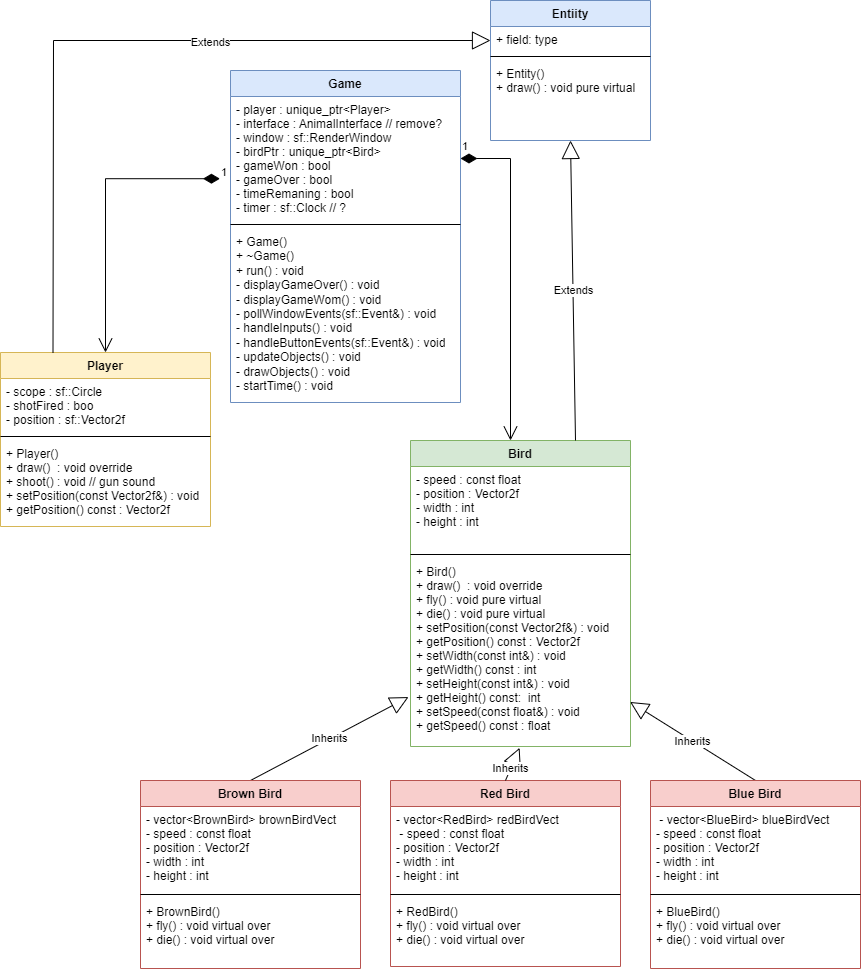 Entiity
+ field: type
+ Entity()
+ draw() : void pure virtual
Extends
Game
- player : unique_ptr<Player>
- interface : AnimalInterface // remove?
- window : sf::RenderWindow
- birdPtr : unique_ptr<Bird>
- gameWon : bool
- gameOver : bool
- timeRemaning : bool
- timer : sf::Clock // ?
+ Game()
+ ~Game()
+ run() : void
- displayGameOver() : void
- displayGameWom() : void
- pollWindowEvents(sf::Event&) : void
- handleInputs() : void
- handleButtonEvents(sf::Event&) : void
- updateObjects() : void
- drawObjects() : void
- startTime() : void
1
1
Extends
Player
- scope : sf::Circle
- shotFired : boo
- position : sf::Vector2f
+ Player()
+ draw()  : void override
+ shoot() : void // gun sound
+ setPosition(const Vector2f&) : void
+ getPosition() const : Vector2f
Bird
- speed : const float
- position : Vector2f
- width : int
- height : int
+ Bird()
+ draw()  : void override
+ fly() : void pure virtual
+ die() : void pure virtual
+ setPosition(const Vector2f&) : void
+ getPosition() const : Vector2f
+ setWidth(const int&) : void
+ getWidth() const : int
+ setHeight(const int&) : void
+ getHeight() const:  int
+ setSpeed(const float&) : void
+ getSpeed() const : float
Inherits
Inherits
Inherits
Brown Bird
- vector<BrownBird> brownBirdVect
- speed : const float
- position : Vector2f
- width : int
- height : int
+ BrownBird()
+ fly() : void virtual over
+ die() : void virtual over
Red Bird
- vector<RedBird> redBirdVect
- speed : const float
- position : Vector2f
- width : int
- height : int
+ RedBird()
+ fly() : void virtual over
+ die() : void virtual over
Blue Bird
- vector<BlueBird> blueBirdVect
- speed : const float
- position : Vector2f
- width : int
- height : int
+ BlueBird()
+ fly() : void virtual over
+ die() : void virtual over